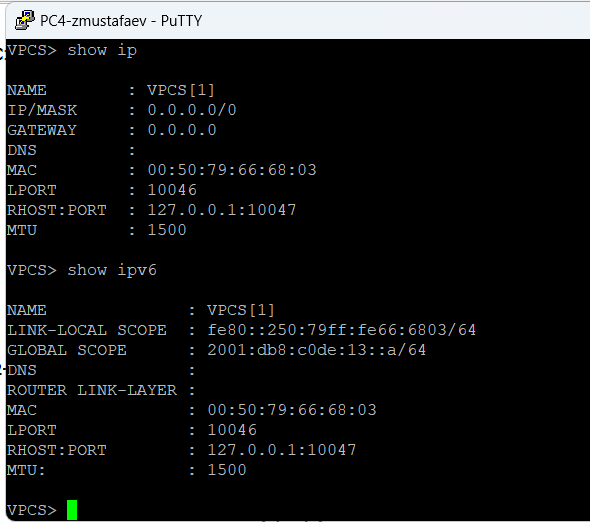 PC4-zmustafaev - PuTTY
VPCS> show ip
NAME : VPCS[1]
IP/MASK : 0.0.0.0/0
GATEWAY : 0.0.0.0
DNS :
MAC : 00:50:79:66:68:03
LPORT : 10046
RHOST:PORT : 127.0.0.1:10047
MTU : 1500
VPCS> show ipv6
NAME : VPCS[1]
LINK-LOCAL SCOPE : fe80::250:79ff:fe66:6803/64
GLOBAL SCOPE : 2001:db8:c0de:13::a/64
DNS :
ROUTER LINK-LAYER :
MAC : 00:50:79:66:68:03
LPORT : 10046
RHOST:PORT : 127.0.0.1:10047
MTU: : 1500
VPCS>